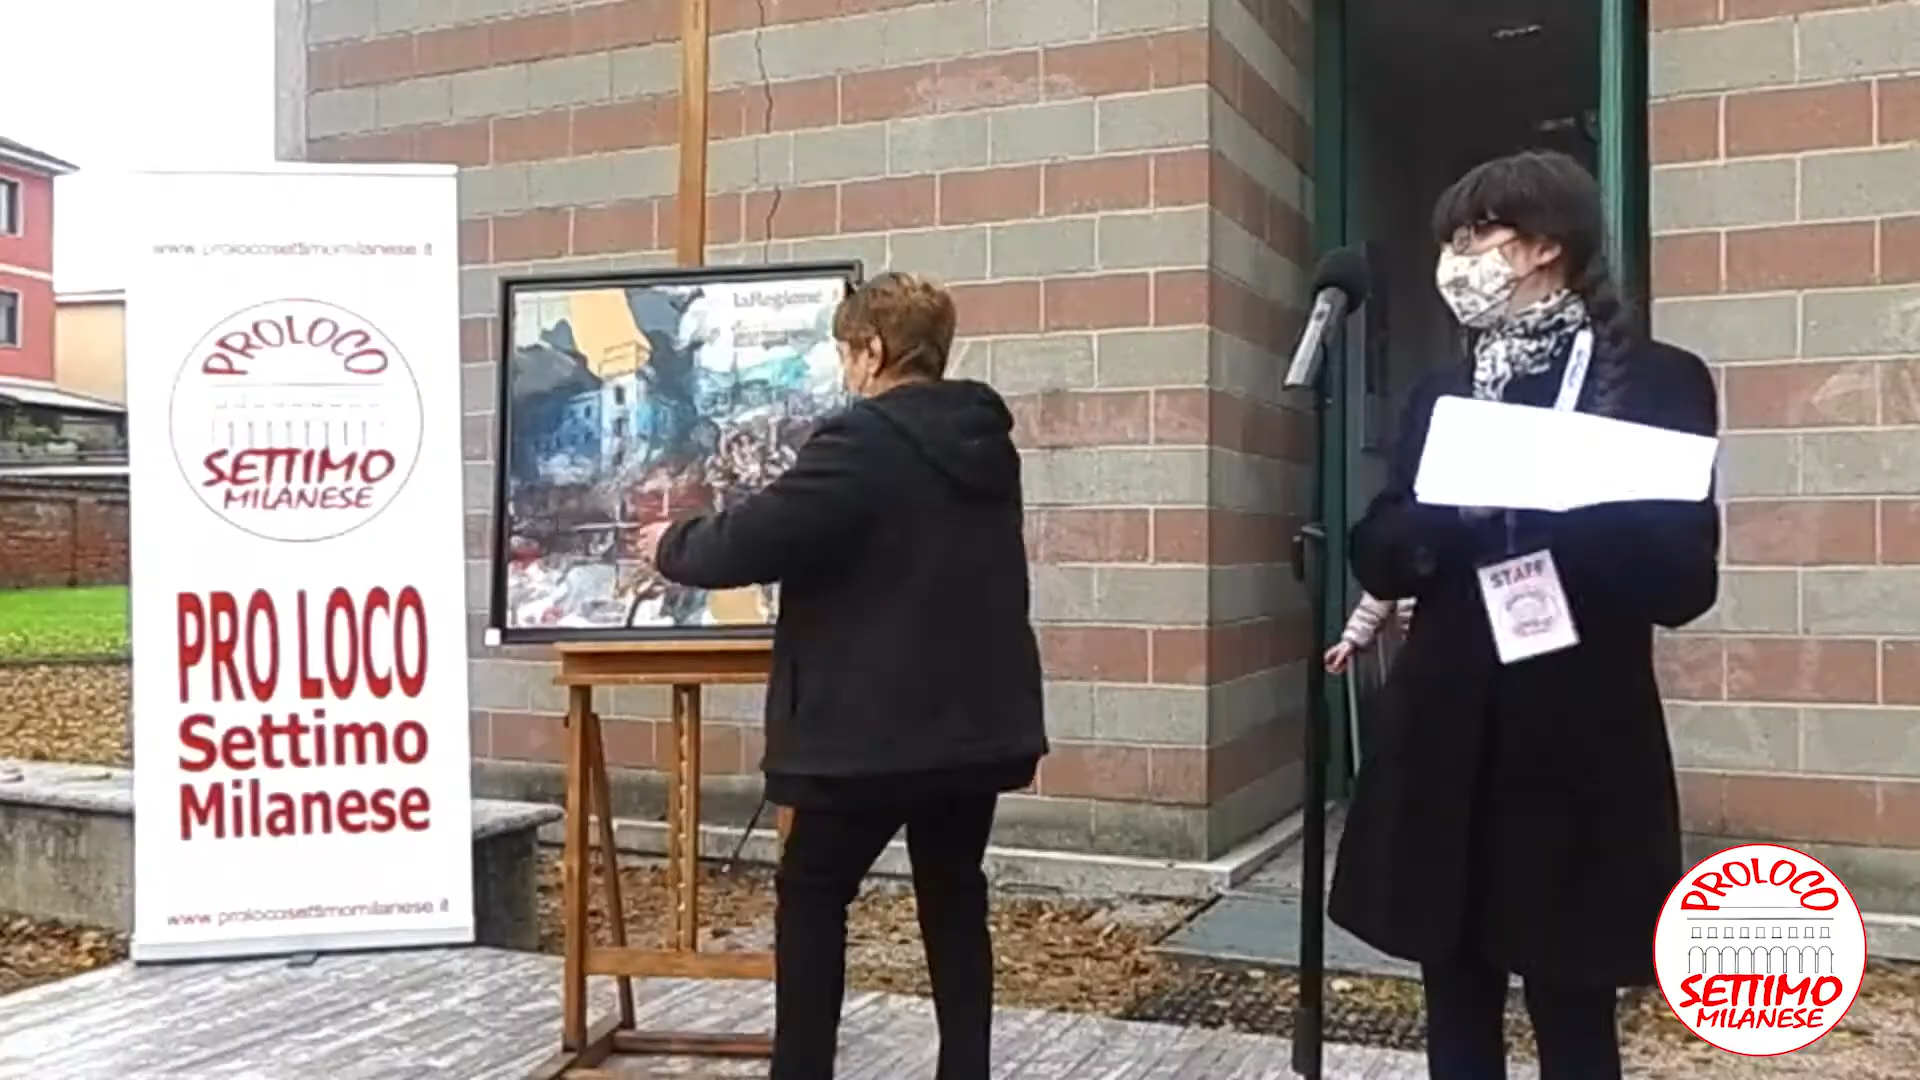 www.prolocosettimomilanese.it
PROLOCO
SETTIMO
MILANESE
PRO LOCO
Settimo
Milanese
www.prolocosettimomilanese.it
laRegione
STAFF
PROLOCO
SETTIMO
MILANESE